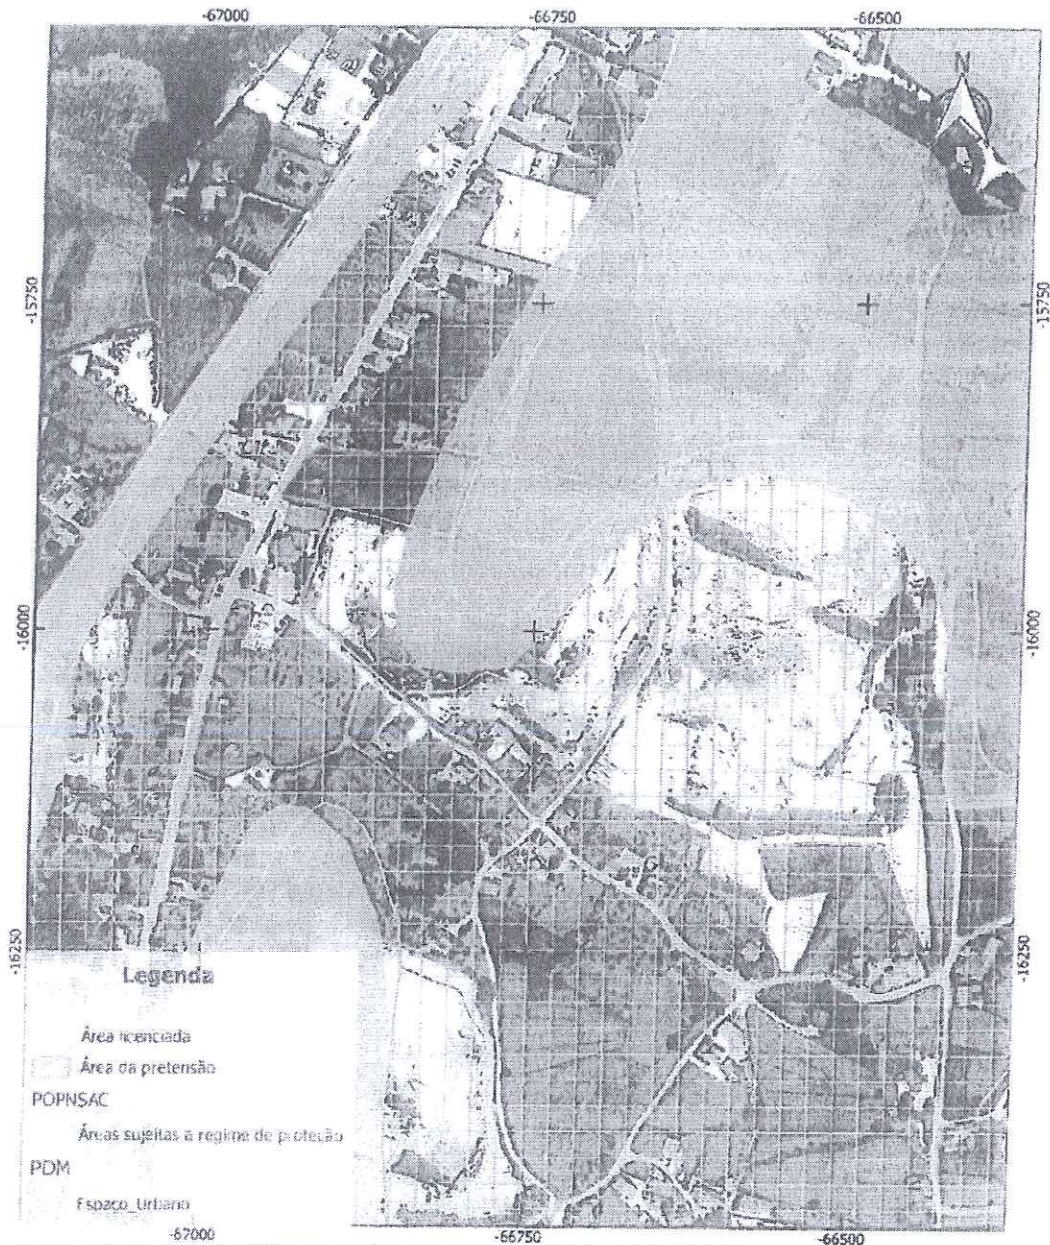 -67000 -66750 -66500
N
-15750 -15750
-16000 -16000
-16250 -16250
Legenda
Área licenciada
Área da pretensão
POPNSAC
Áreas sujeitas a regime de proteção
PDM
Espaço_Urbano
-67000 -66750 -66500